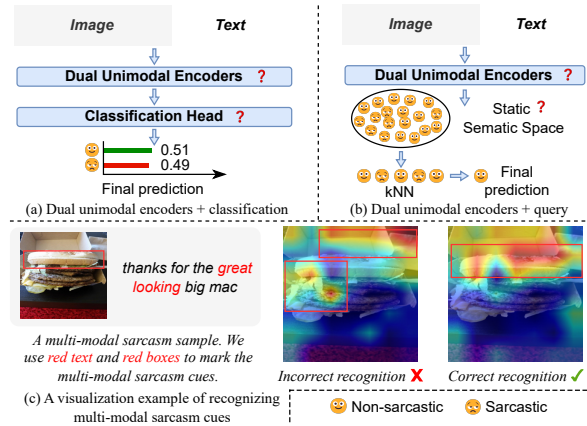 Image Text
Dual Unimodal Encoders ?
Classification Head ?
0.51
0.49
Final prediction
(a) Dual unimodal encoders + classification
Image Text
Dual Unimodal Encoders ?
Static ?
Sematic Space
kNN
Final
prediction
(b) Dual unimodal encoders + query
thanks for the great
looking big mac
A multi-modal sarcasm sample. We
use red text and red boxes to mark the
multi-modal sarcasm cues.
(c) A visualization example of recognizing
multi-modal sarcasm cues
Incorrect recognition ✗
Correct recognition ✓
Non-sarcastic
Sarcastic